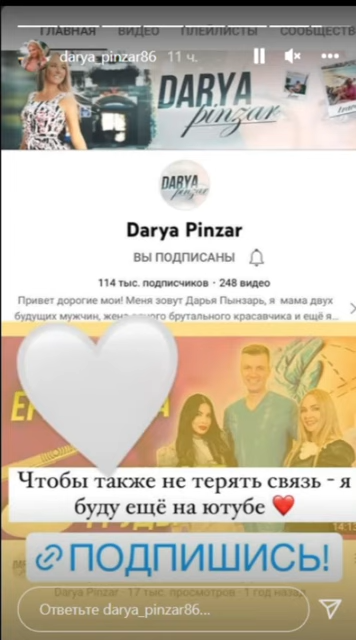 ГЛАВНАЯ ВИДЕО ПЛЕЙЛИСТЫ СООБЩЕСТВ
darya_pinzar86 11 ч.
DARYA
pinzar
DARYA
pinzar
Darya Pinzar
ВЫ ПОДПИСАНЫ
114 тыс. подписчиков · 248 видео
Привет дорогие мои! Меня зовут Дарья Пынзарь, я мама двух
будущих мужчин, жена одного брутального красавчика и ещё я...
Чтобы также не терять связь - я
буду ещё на ютубе ❤️
ПОДПИШИСЬ!
Darya Pinzar 17 тыс. просмотров 1 год назад
Ответьте darya_pinzar86...